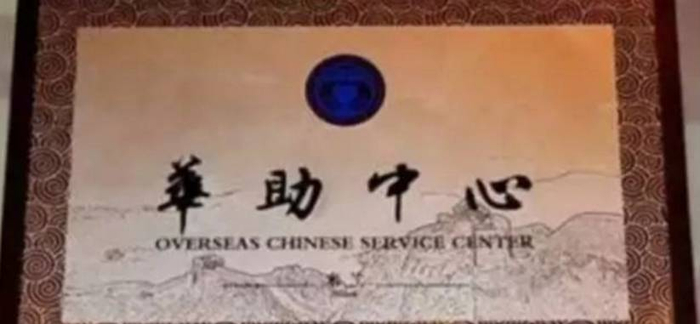 華助中心
OVERSEAS CHINESE SERVICE CENTER